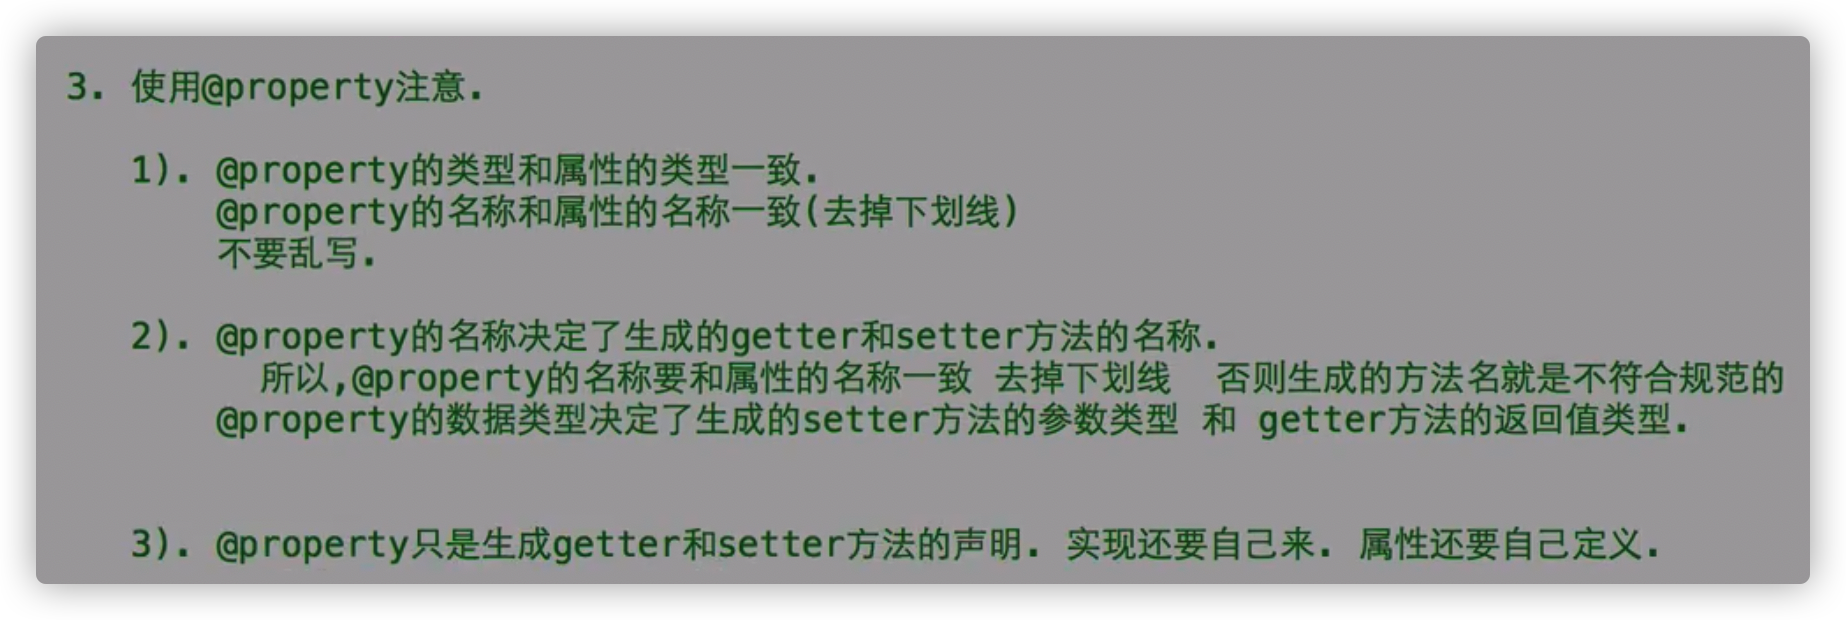 3. 使用@property注意.
1). @property的类型和属性的类型一致.
@property的名称和属性的名称一致(去掉下划线)
不要乱写.
2). @property的名称决定了生成的getter和setter方法的名称.
所以,@property的名称要和属性的名称一致 去掉下划线 否则生成的方法名就是不符合规范的
@property的数据类型决定了生成的setter方法的参数类型 和 getter方法的返回值类型.
3). @property只是生成getter和setter方法的声明. 实现还要自己来. 属性还要自己定义.